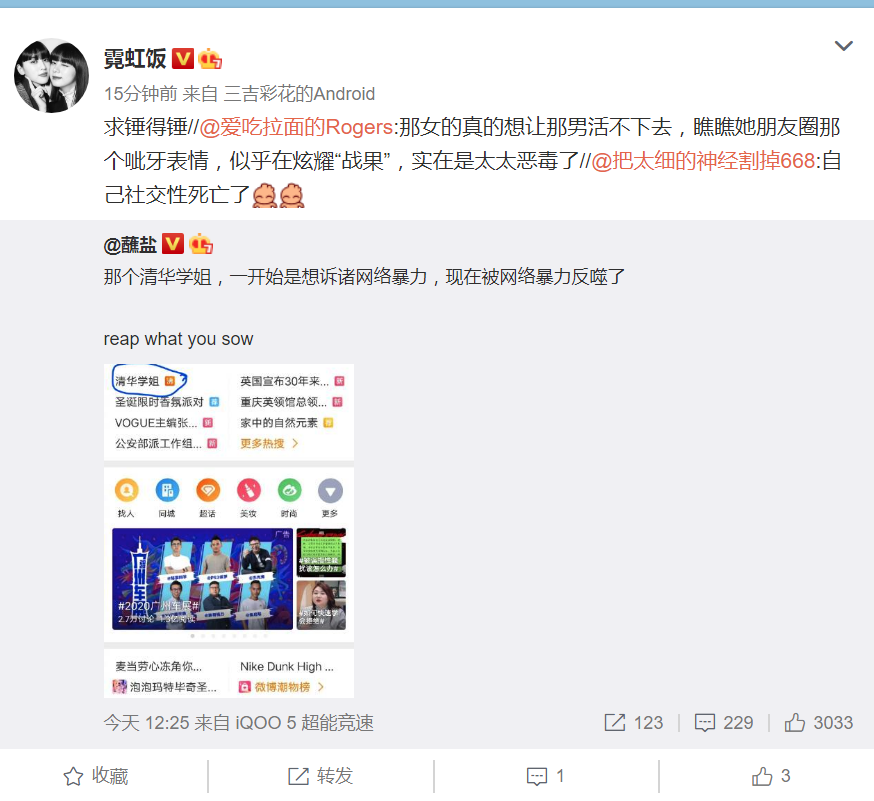 霓虹饭
15分钟前 来自 三吉彩花的Android
求锤得锤//@爱吃拉面的Rogers:那女的真的想让那男活不下去，瞧瞧她朋友圈那
个呲牙表情，似乎在炫耀“战果”，实在是太太恶毒了//@把太细的神经割掉668:自
己社交性死亡了
@蘸盐
那个清华学姐，一开始是想诉诸网络暴力，现在被网络暴力反噬了
reap what you sow
清华学姐 沸 英国宣布30年来... 新
圣诞限时香氛派对 重庆英领馆总领... 新
VOGUE主编张... 新 家中的自然元素
公安部派工作组... 新 更多热搜
找人 同城 超话 美妆 时尚 更多
广告
#2020广州车展#
2.7万讨论 1.3亿阅读
麦当劳心冻角你... Nike Dunk High ...
泡泡玛特毕奇圣... 微博潮物榜
今天 12:25 来自 iQOO 5 超能竞速 123 229 3033
收藏 转发 1 3